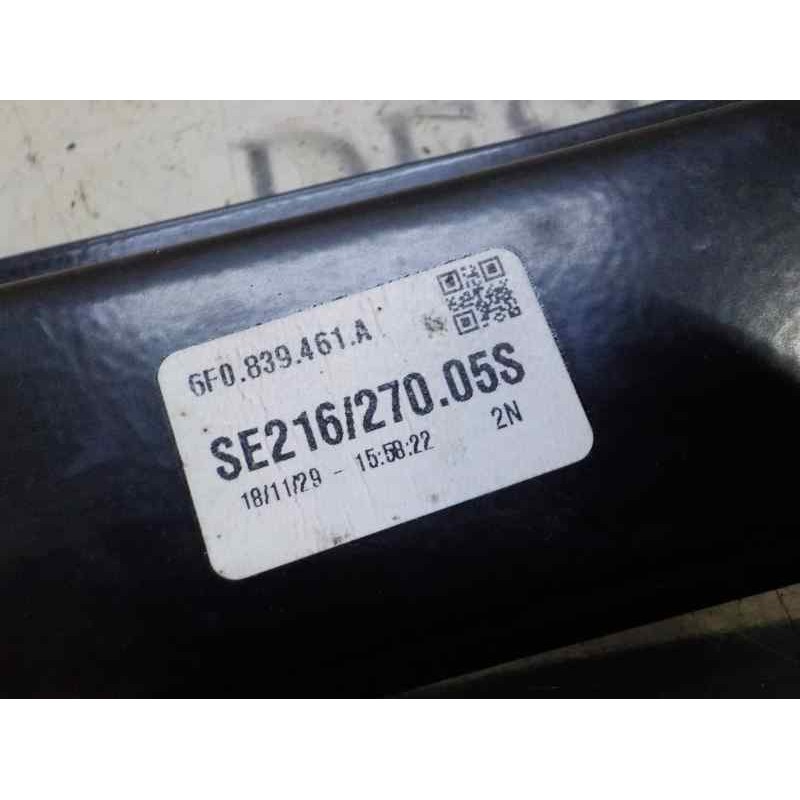 6F0.839.461.A
SE216/270.05S
18/11/29 - 15:58:22 2N